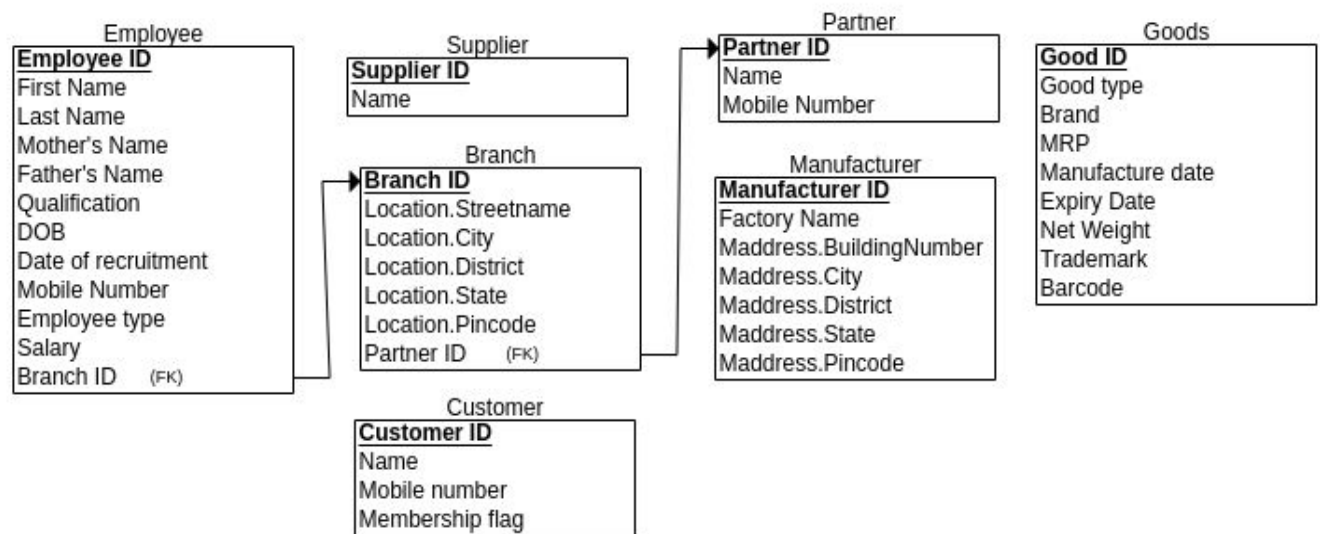 Employee
Employee ID
First Name
Last Name
Mother's Name
Father's Name
Qualification
DOB
Date of recruitment
Mobile Number
Employee type
Salary
Branch ID (FK)
Supplier
Supplier ID
Name
Branch
Branch ID
Location.Streetname
Location.City
Location.District
Location.State
Location.Pincode
Partner ID (FK)
Customer
Customer ID
Name
Mobile number
Membership flag
Partner
Partner ID
Name
Mobile Number
Manufacturer
Manufacturer ID
Factory Name
Maddress.BuildingNumber
Maddress.City
Maddress.District
Maddress.State
Maddress.Pincode
Goods
Good ID
Good type
Brand
MRP
Manufacture date
Expiry Date
Net Weight
Trademark
Barcode